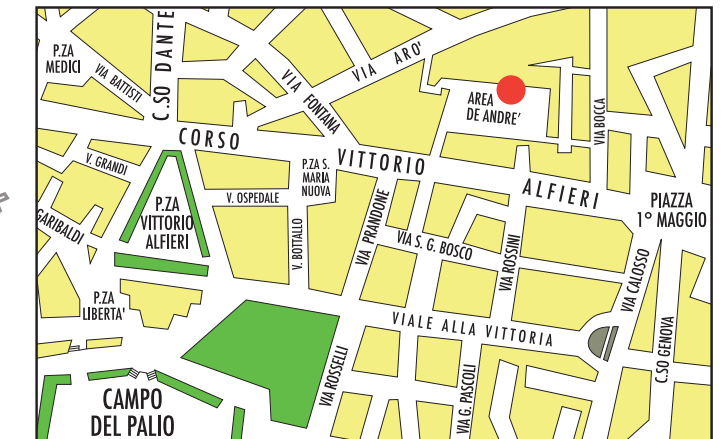 P.ZA
MEDICI
VIA BATTISTI
C.SO DANTE
VIA FONTANA
VIA ARO'
AREA
DE ANDRE'
VIA BOCCA
CORSO VITTORIO ALFIERI
V. GRANDI
P.ZA S.
MARIA
NUOVA
V. OSPEDALE
P.ZA
VITTORIO
ALFIERI
GARIBALDI
V. BOTTALLO
VIA PRANDONE
VIA S. G. BOSCO
VIA ROSSINI
PIAZZA
1° MAGGIO
VIA CALOSSO
P.ZA
LIBERTA'
VIALE ALLA VITTORIA
C.SO GENOVA
VIA ROSSELLI
VIA G. PASCOLI
CAMPO
DEL PALIO